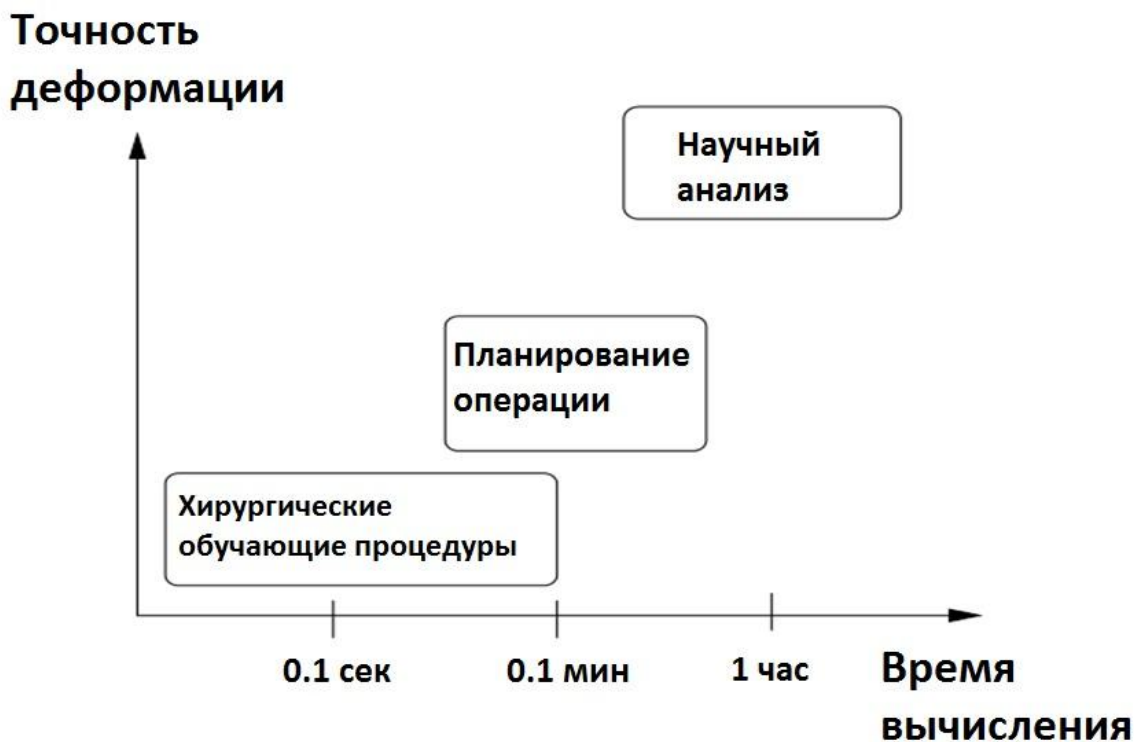 Точность
деформации
Научный
анализ
Планирование
операции
Хирургические
обучающие процедуры
0.1 сек
0.1 мин
1 час
Время
вычисления